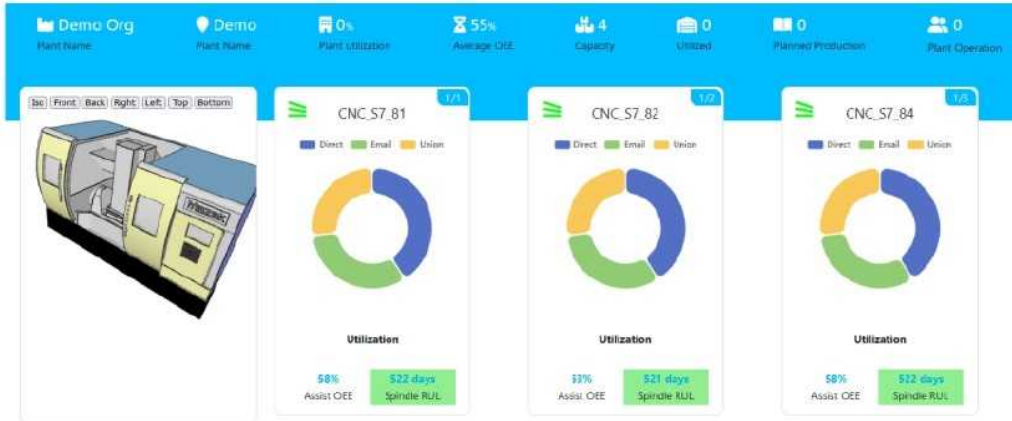 Demo Org
Plant Name
Demo
Plant Name
0%
Plant utilization
55%
Average OEE
4
Capacity
0
Utilized
0
Planned Production
0
Plant Operation
Iso Front Back Right Left Top Bottom
1/1
CNC_S7_81
Direct Email Union
Utilization
58%
Assist OEE
522 days
Spindle RUL
1/2
CNC_S7_82
Direct Email Union
Utilization
Assist OEE
521 days
Spindle RUL
CNC_S7_84
Direct Email Union
Utilization
58%
Assist OEE
522 days
Spindle RUL